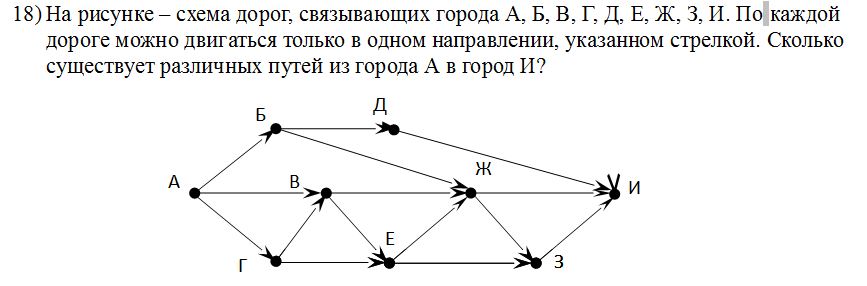 18) На рисунке – схема дорог, связывающих города А, Б, В, Г, Д, Е, Ж, З, И. По каждой
дороге можно двигаться только в одном направлении, указанном стрелкой. Сколько
существует различных путей из города А в город И?
Б
Д
А
В
Ж
И
Г
Е
З